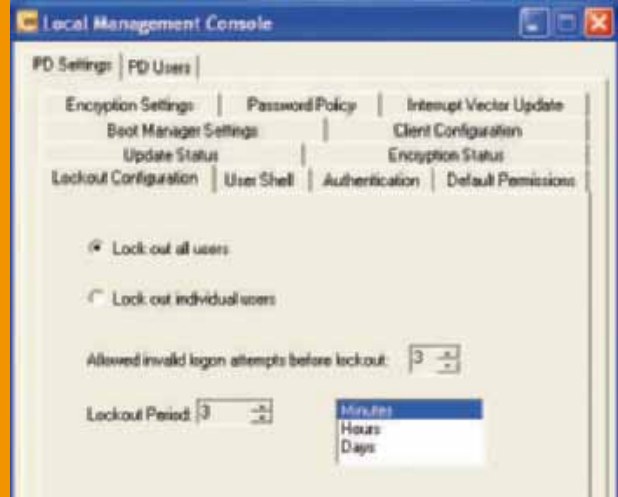 Local Management Console
PD Settings PD Users
Encryption Settings Password Policy Interrupt Vector Update
Boot Manager Settings Client Configuration
Update Status Encryption Status
Lockout Configuration User Shell Authentication Default Permissions
Lock out all users
Lock out individual users
Allowed invalid logon attempts before lockout: 3
Lockout Period: 3 Minutes
Hours
Days